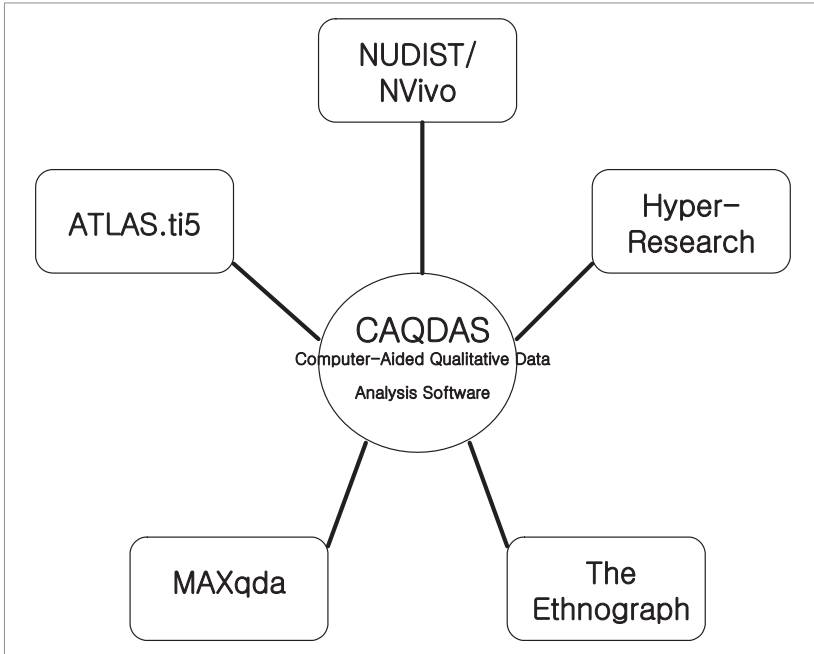 NUDIST/
NVivo
ATLAS.ti5
Hyper-
Research
CAQDAS
Computer-Aided Qualitative Data
Analysis Software
MAXqda
The
Ethnograph